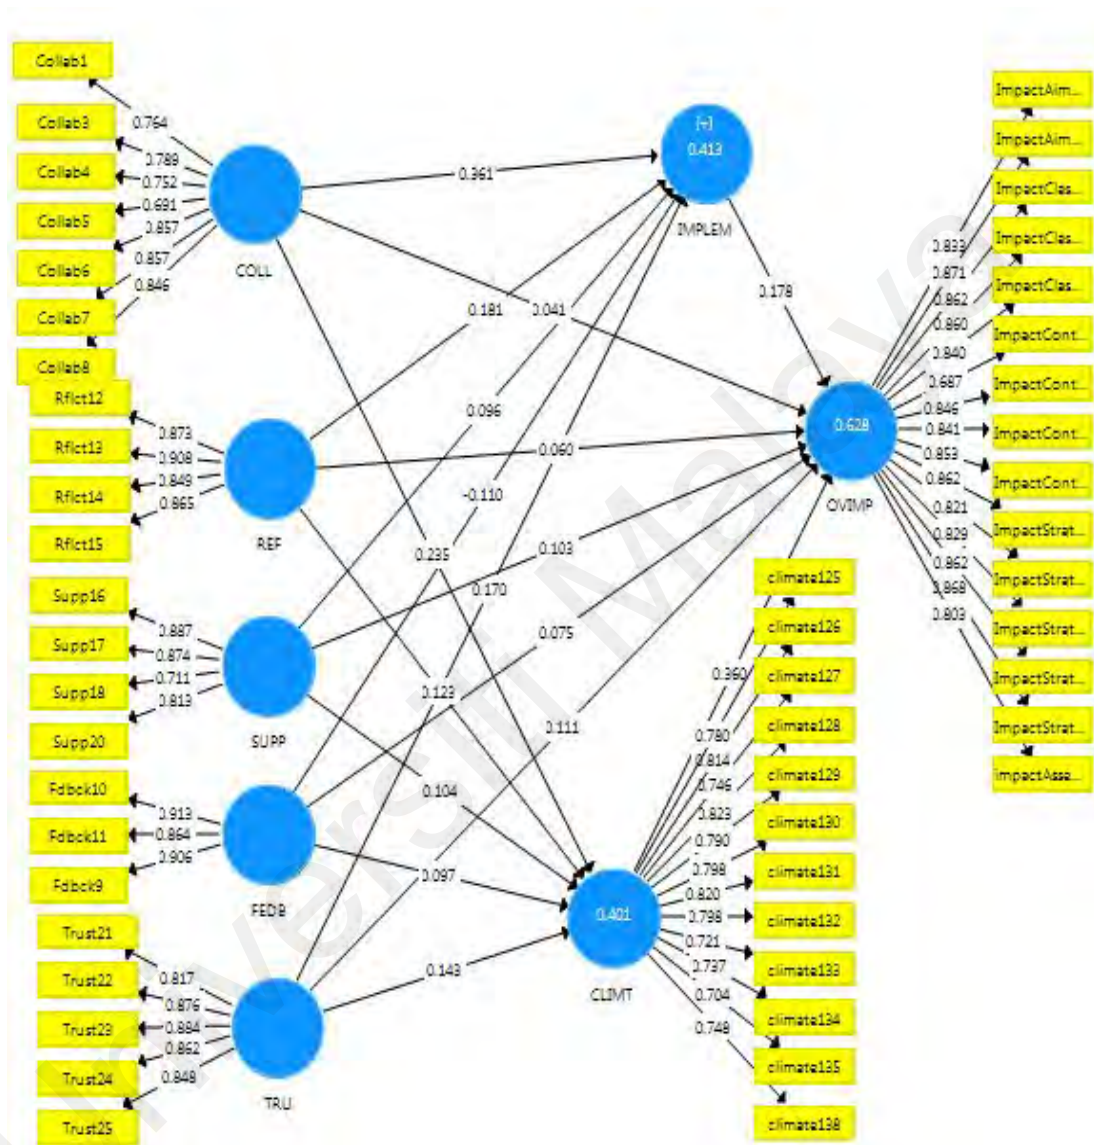 Collab1
Collab3
Collab4
Collab5
Collab6
Collab7
Collab8
0.764
0.789
0.752
0.691
0.857
0.857
0.846
COLL
Rflct12
Rflct13
Rflct14
Rflct15
0.873
0.908
0.849
0.865
REF
Supp16
Supp17
Supp18
Supp20
0.887
0.874
0.711
0.813
SUPP
Fdbck10
Fdbck11
Fdbck9
0.913
0.864
0.906
FEDB
Trust21
Trust22
Trust23
Trust24
Trust25
0.817
0.876
0.884
0.862
0.848
TRU
0.361
0.181
0.041
0.096
0.060
-0.110
0.235
0.103
0.170
0.075
0.123
0.111
0.104
0.097
0.143
[+]
0.413
IMPLEM
0.178
0.628
OVIMP
0.360
0.401
CLIMT
0.780
0.814
0.746
0.823
0.790
0.798
0.820
0.798
0.721
0.737
0.704
0.749
climate125
climate126
climate127
climate128
climate129
climate130
climate131
climate132
climate133
climate134
climate135
climate138
0.833
0.871
0.862
0.860
0.840
0.687
0.846
0.841
0.853
0.862
0.821
0.829
0.862
0.868
0.803
ImpactAim...
ImpactAim...
ImpactClas...
ImpactClas...
ImpactClas...
ImpactCont...
ImpactCont...
ImpactCont...
ImpactCont...
ImpactStrat...
ImpactStrat...
ImpactStrat...
ImpactStrat...
ImpactStrat...
impactAsse...